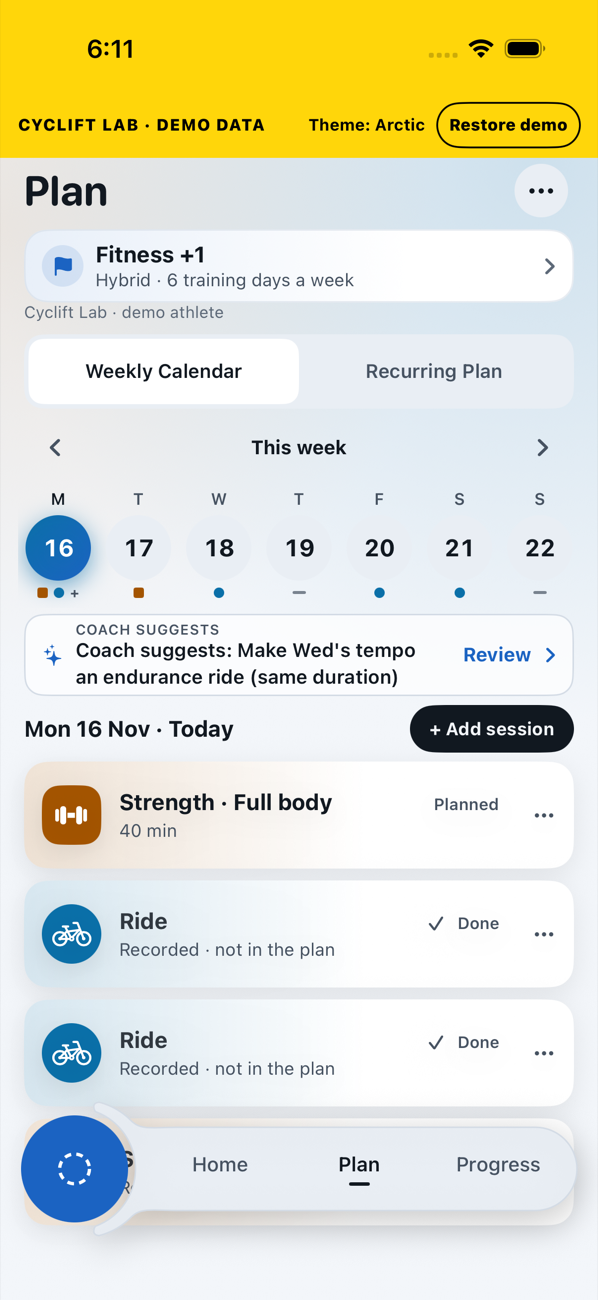 6:11
CYCLIFT LAB · DEMO DATA
Theme: Arctic
Restore demo
Plan
Fitness +1
Hybrid · 6 training days a week
Cyclift Lab · demo athlete
Weekly Calendar
Recurring Plan
This week
M T W T F S S
16 17 18 19 20 21 22
+
COACH SUGGESTS
Coach suggests: Make Wed's tempo
an endurance ride (same duration)
Review
Mon 16 Nov · Today
+ Add session
Strength · Full body
Planned
40 min
Ride
Done
Recorded · not in the plan
Ride
Done
Recorded · not in the plan
Home
Plan
Progress